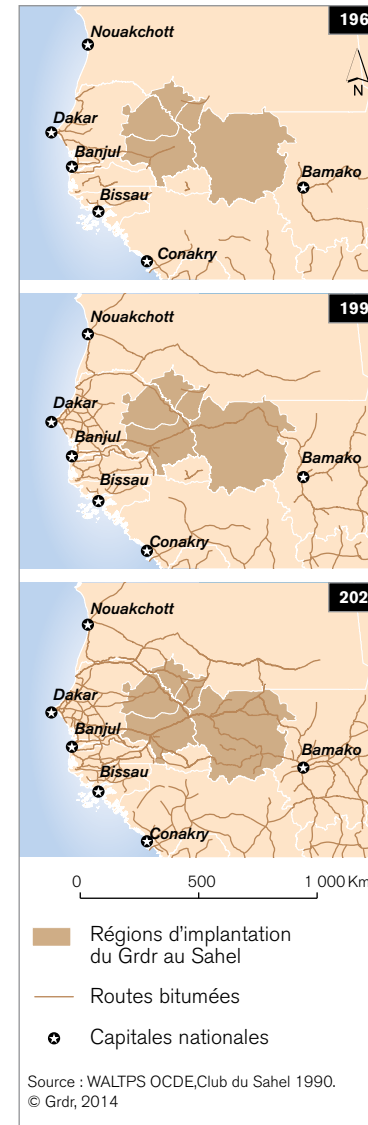 196
Nouakchott
N
Dakar
Banjul
Bamako
Bissau
Conakry
199
Nouakchott
Dakar
Banjul
Bamako
Bissau
Conakry
202
Nouakchott
Dakar
Banjul
Bamako
Bissau
Conakry
0 500 1 000 Km
Régions d'implantation
du Grdr au Sahel
Routes bitumées
Capitales nationales
Source : WALTPS OCDE,Club du Sahel 1990.
© Grdr, 2014